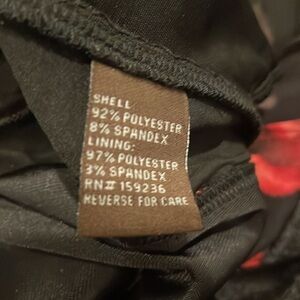 SHELL
92% POLYESTER
8% SPANDEX
LINING:
97% POLYESTER
3% SPANDEX
RN# 159236
REVERSE FOR CARE